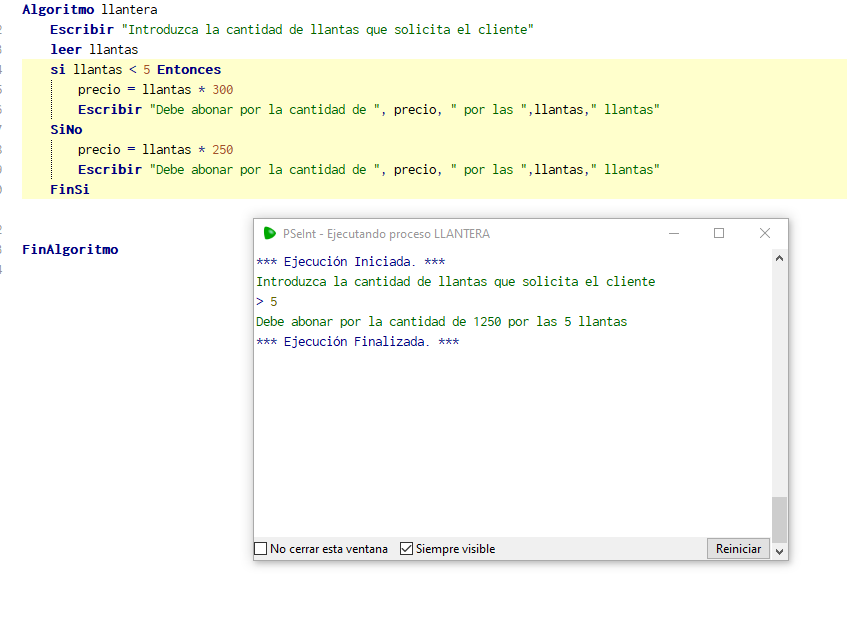 Algoritmo llantera
Escribir "Introduzca la cantidad de llantas que solicita el cliente"
leer llantas
si llantas < 5 Entonces
precio = llantas * 300
Escribir "Debe abonar por la cantidad de ", precio, " por las ",llantas," llantas"
SiNo
precio = llantas * 250
Escribir "Debe abonar por la cantidad de ", precio, " por las ",llantas," llantas"
FinSi
FinAlgoritmo
PSeInt - Ejecutando proceso LLANTERA
*** Ejecución Iniciada. ***
Introduzca la cantidad de llantas que solicita el cliente
> 5
Debe abonar por la cantidad de 1250 por las 5 llantas
*** Ejecución Finalizada. ***
No cerrar esta ventana
Siempre visible
Reiniciar